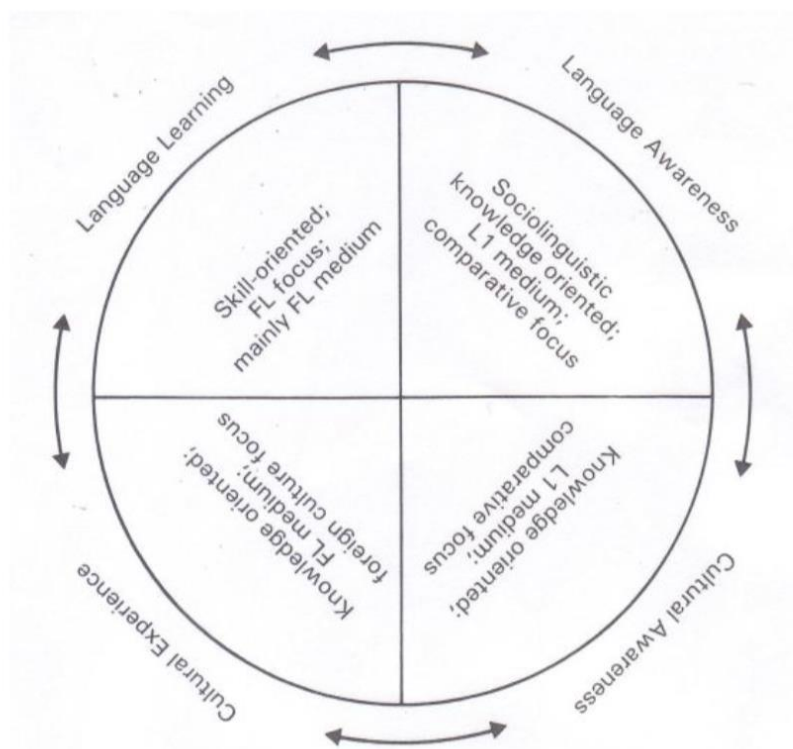 Language Learning
Language Awareness
Skill-oriented;
FL focus;
mainly FL medium
Sociolinguistic
knowledge oriented;
L1 medium;
comparative focus
Knowledge oriented;
FL medium;
foreign culture focus
Knowledge oriented;
L1 medium;
comparative focus
Cultural Experience
Cultural Awareness